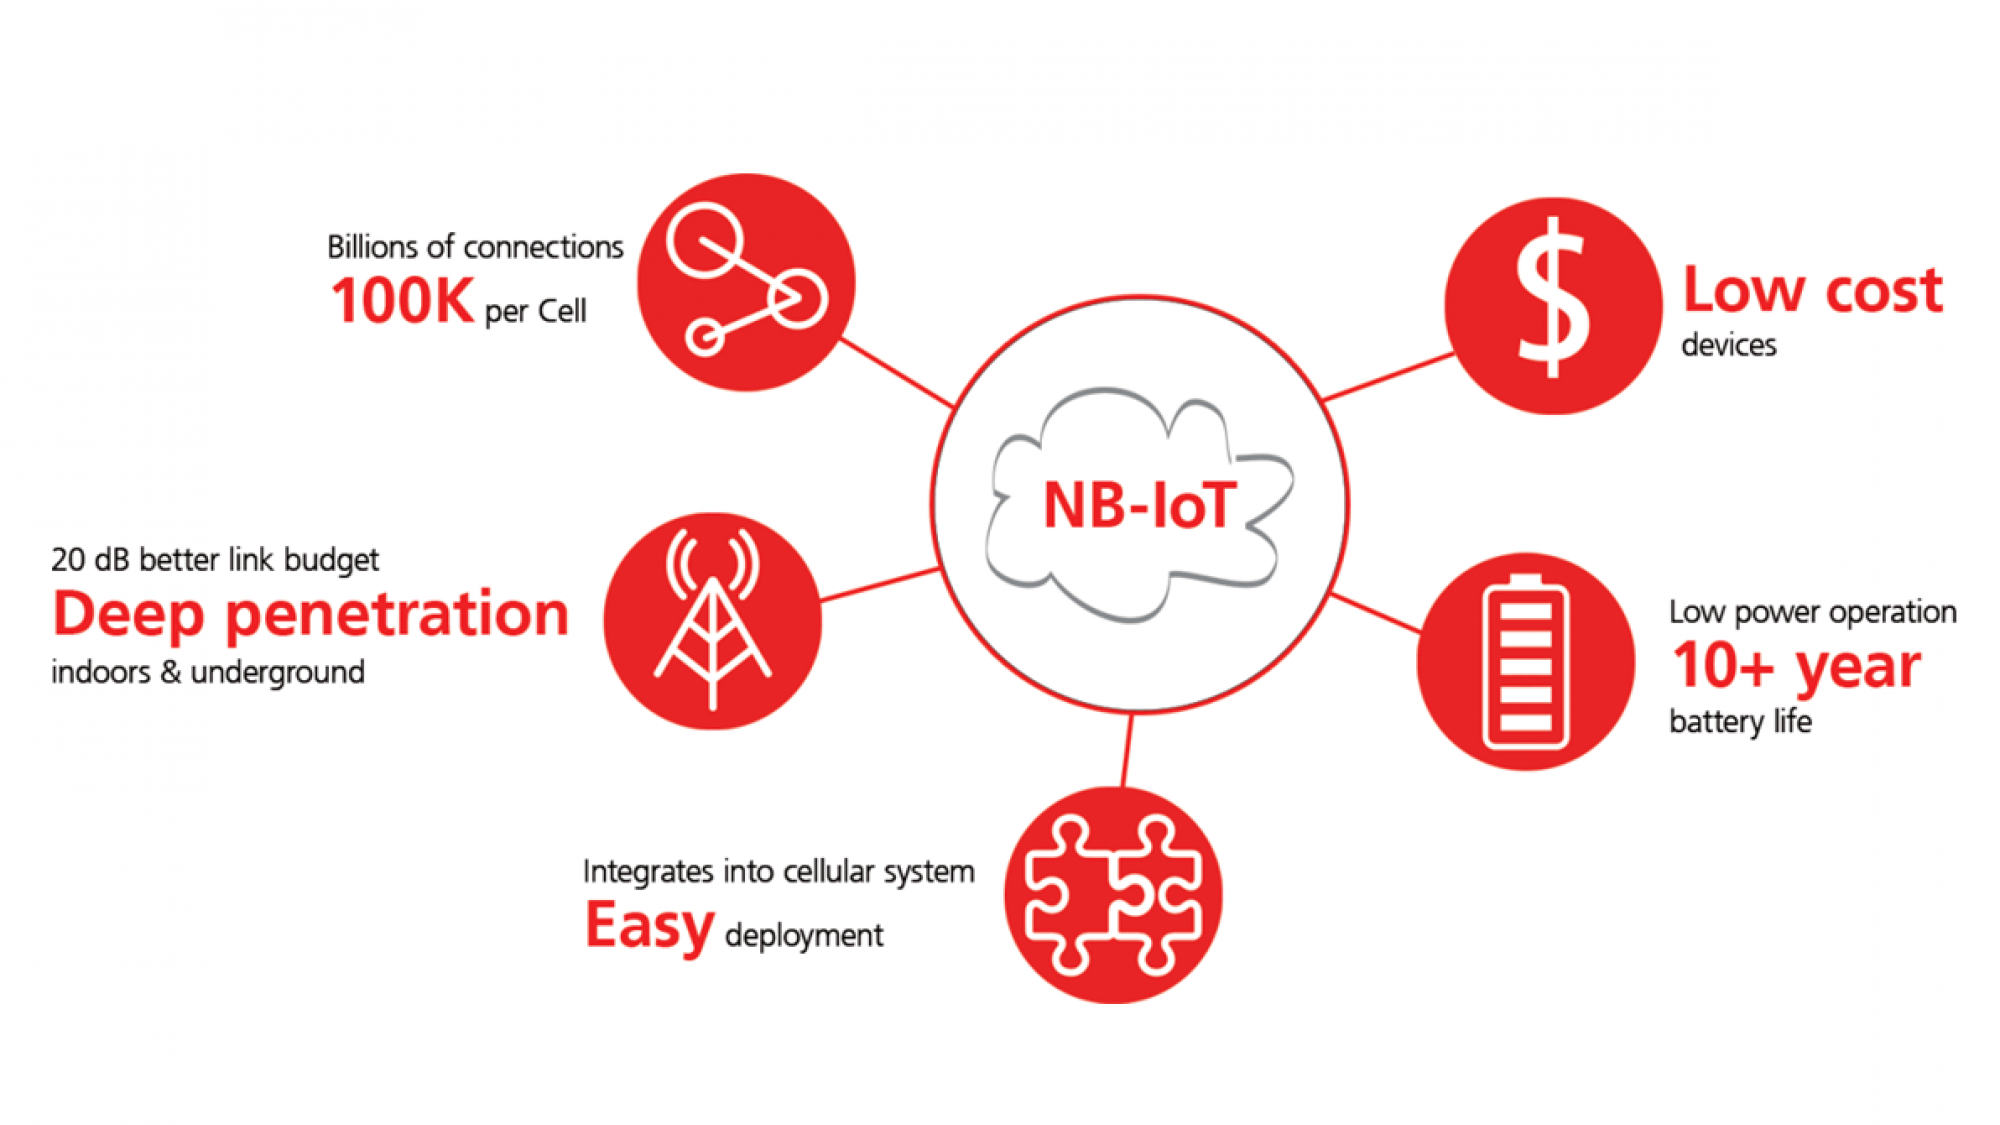 Billions of connections
100K per Cell
Low cost
devices
NB-IoT
20 dB better link budget
Deep penetration
indoors & underground
Low power operation
10+ year
battery life
Integrates into cellular system
Easy deployment